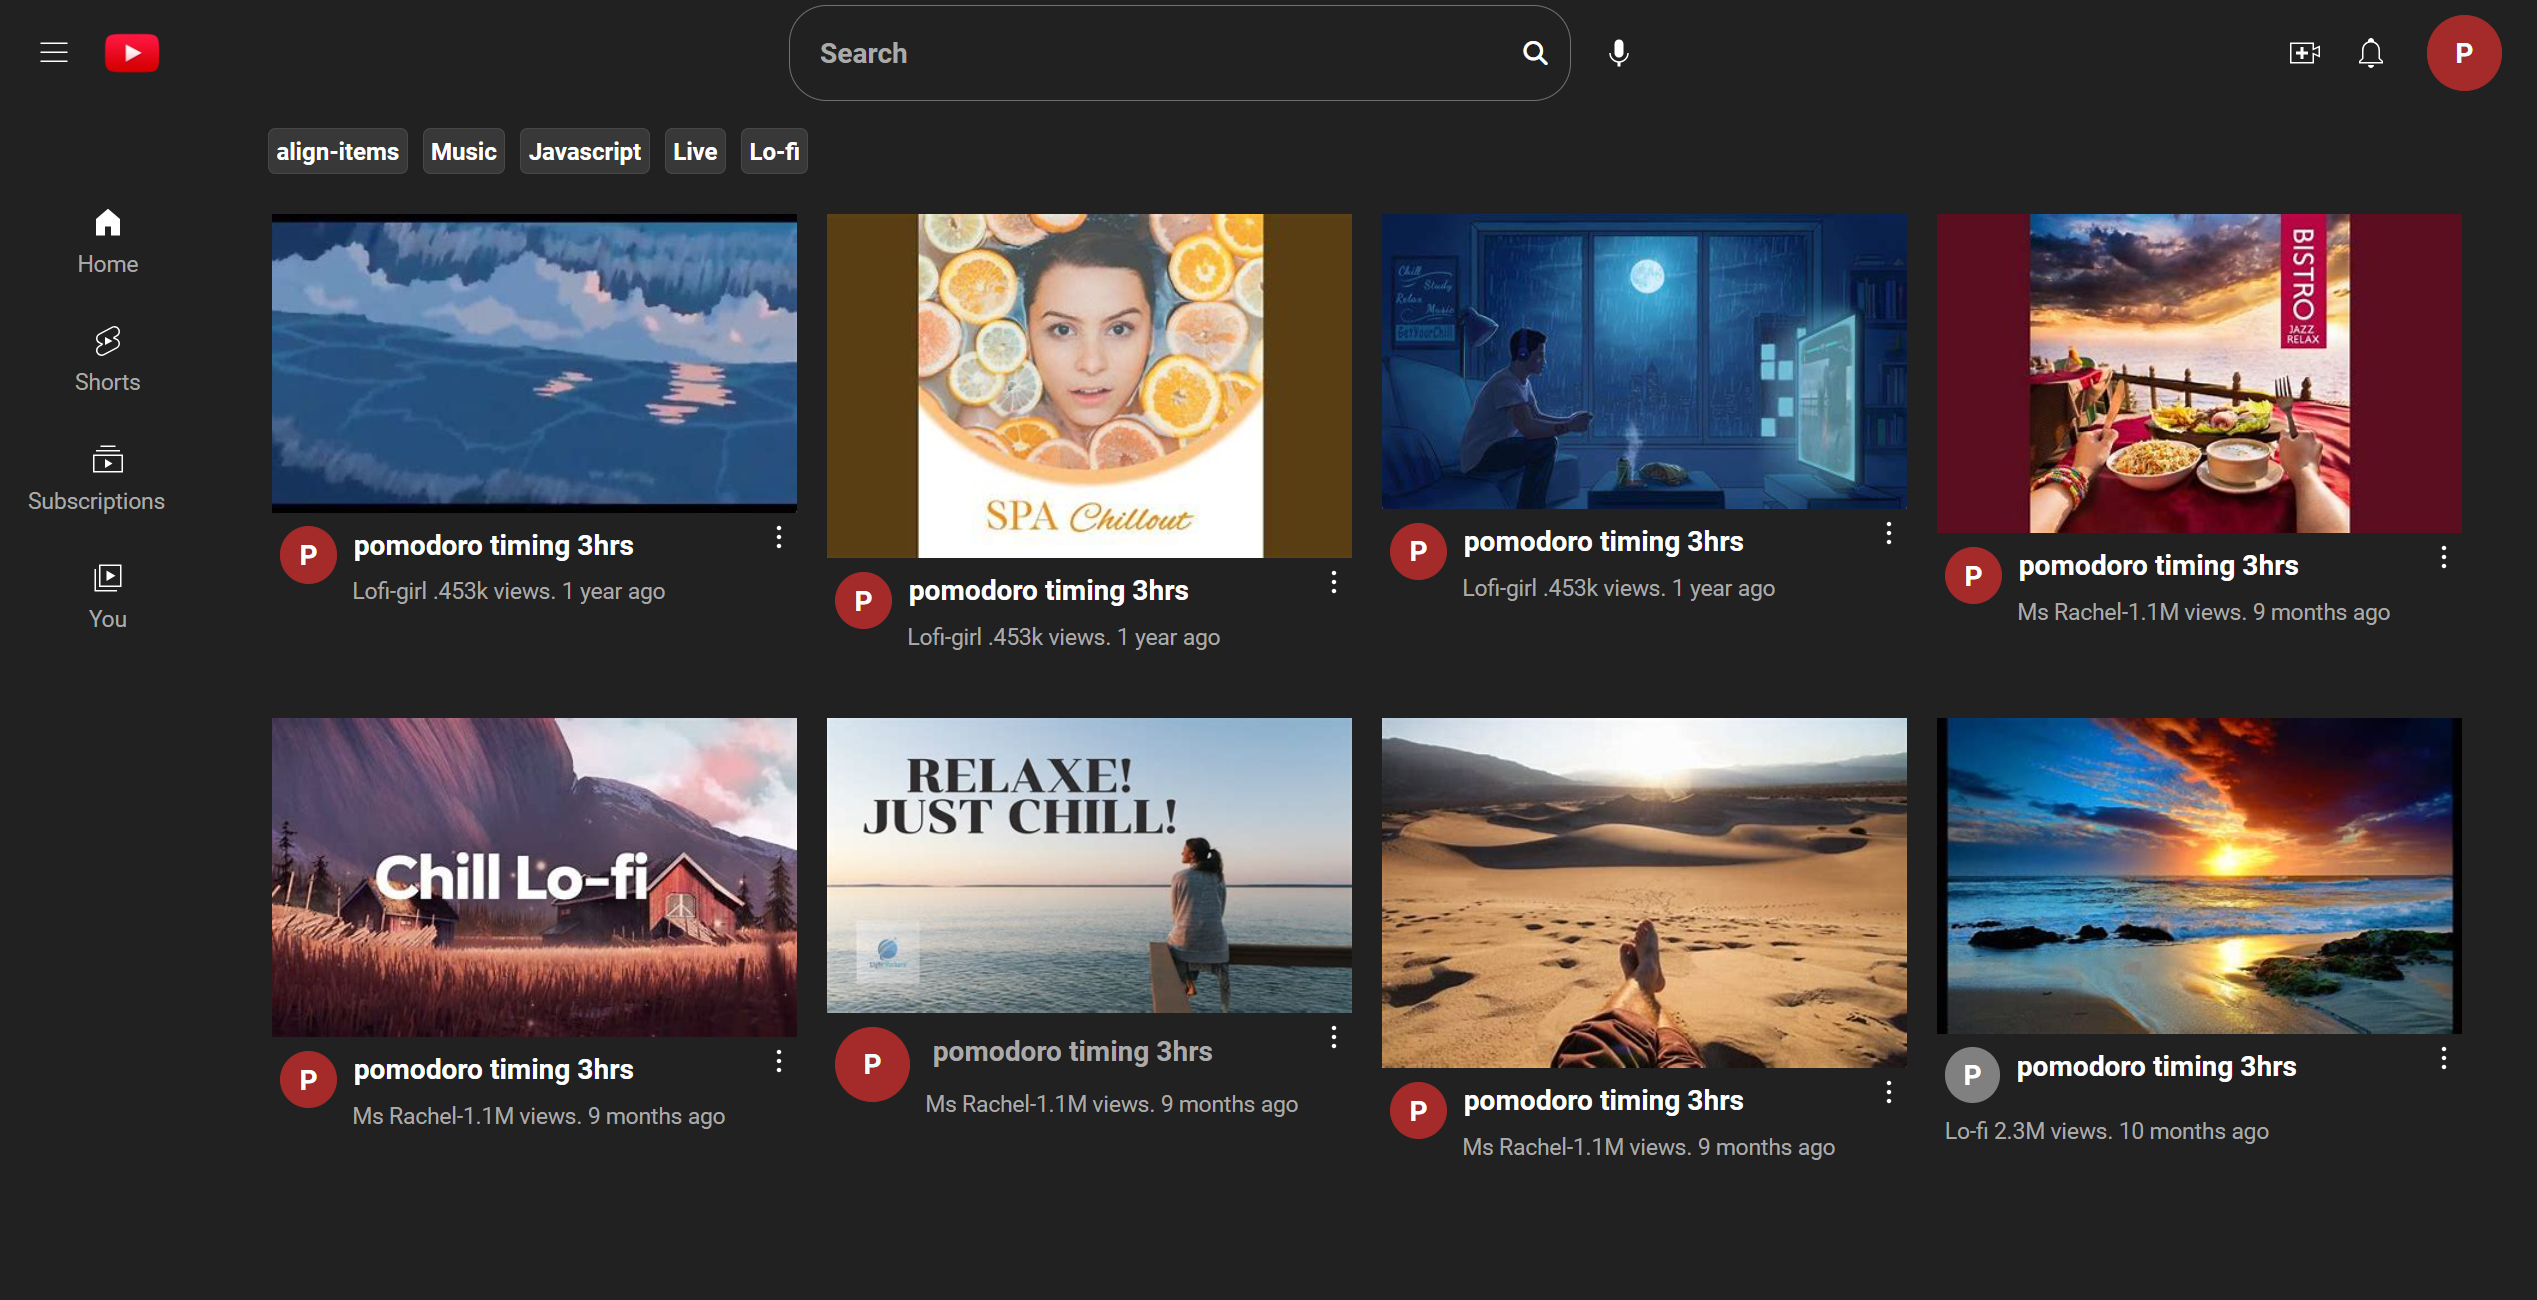 Search
P
align-items Music Javascript Live Lo-fi
Home
Shorts
Subscriptions
You
P pomodoro timing 3hrs
Lofi-girl .453k views. 1 year ago
SPA Chillout
P pomodoro timing 3hrs
Lofi-girl .453k views. 1 year ago
Chill
Study
Relax
Music
GetYourChill
P pomodoro timing 3hrs
Lofi-girl .453k views. 1 year ago
BISTRO
JAZZ
RELAX
P pomodoro timing 3hrs
Ms Rachel-1.1M views. 9 months ago
Chill Lo-fi
P pomodoro timing 3hrs
Ms Rachel-1.1M views. 9 months ago
RELAXE!
JUST CHILL!
P pomodoro timing 3hrs
Ms Rachel-1.1M views. 9 months ago
P pomodoro timing 3hrs
Ms Rachel-1.1M views. 9 months ago
P pomodoro timing 3hrs
Lo-fi 2.3M views. 10 months ago